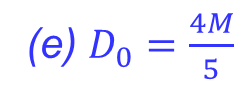 (e) D₀ = 4M/5